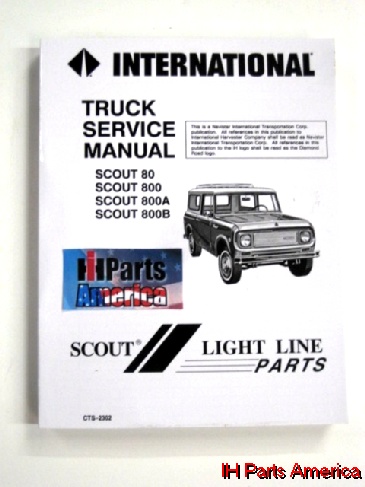 INTERNATIONAL®
TRUCK
SERVICE
MANUAL
This is a Navistar International Transportation Corp.
publication. All references in this publication to
International Harvester Company shall be read as Navistar
International Transportation Corp. All references in this
publication to the IH logo shall be read as the Diamond
Road logo.
SCOUT 80
SCOUT 800
SCOUT 800A
SCOUT 800B
IHParts
America
SCOUT® LIGHT LINE
PARTS
CTS-2302
IH Parts America